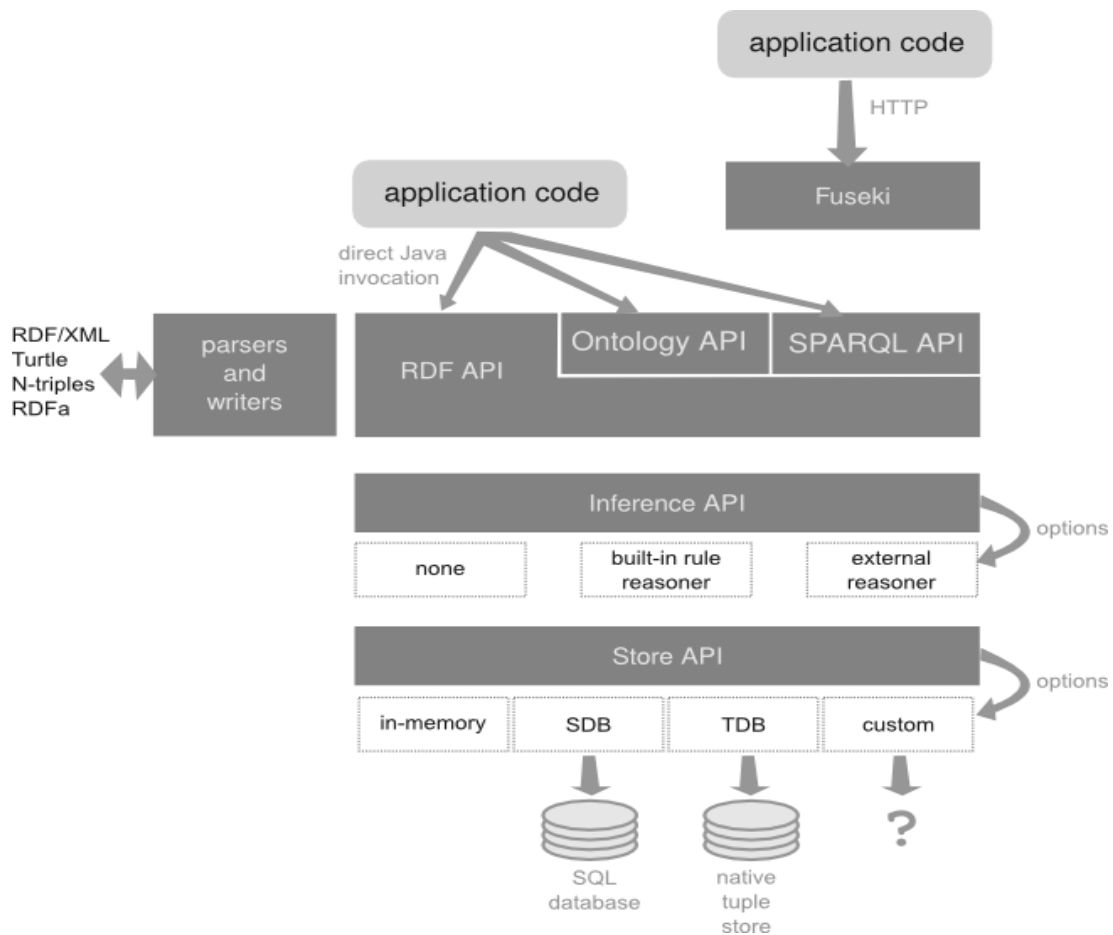 application code
HTTP
Fuseki
application code
direct Java
invocation
RDF/XML
Turtle
N-triples
RDFa
parsers
and
writers
RDF API
Ontology API
SPARQL API
Inference API
options
none
built-in rule
reasoner
external
reasoner
Store API
options
in-memory
SDB
TDB
custom
?
SQL
database
native
tuple
store